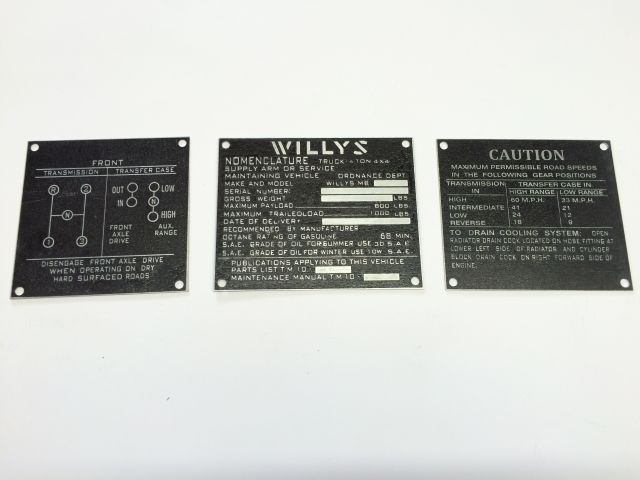 FRONT
TRANSMISSION TRANSFER CASE
R 2 OUT LOW
N IN N
HIGH
1 3 FRONT AXLE DRIVE AUX. RANGE
DISENGAGE FRONT AXLE DRIVE
WHEN OPERATING ON DRY
HARD SURFACED ROADS
WILLYS
NOMENCLATURE TRUCK 4X4
SUPPLY ARM OR SERVICE
MAINTAINING VEHICLE ORDNANCE DEPT.
MAKE AND MODEL WILLYS MB
SERIAL NUMBER
GROSS WEIGHT LBS.
MAXIMUM PAYLOAD 800 LBS.
MAXIMUM TRAILEDLOAD 1000 LBS.
DATE OF DELIVERY
RECOMMENDED BY MANUFACTURER
OCTANE RATING OF GASOLINE 68 MIN.
S.A.E. GRADE OF OIL FOR SUMMER USE 30 S.A.E.
S.A.E. GRADE OF OIL FOR WINTER USE 10W S.A.E.
PUBLICATIONS APPLYING TO THIS VEHICLE
PARTS LIST T.M. 10-
MAINTENANCE MANUAL T.M. 10-
CAUTION
MAXIMUM PERMISSIBLE ROAD SPEEDS
IN THE FOLLOWING GEAR POSITIONS
TRANSMISSION IN TRANSFER CASE IN
HIGH RANGE LOW RANGE
HIGH 60 M.P.H. 33 M.P.H.
INTERMEDIATE 41 21
LOW 24 12
REVERSE 18 9
TO DRAIN COOLING SYSTEM: OPEN
RADIATOR DRAIN COCK LOCATED ON HOSE FITTING AT
LOWER LEFT SIDE OF RADIATOR AND CYLINDER
BLOCK DRAIN COCK ON RIGHT FORWARD SIDE OF
ENGINE.